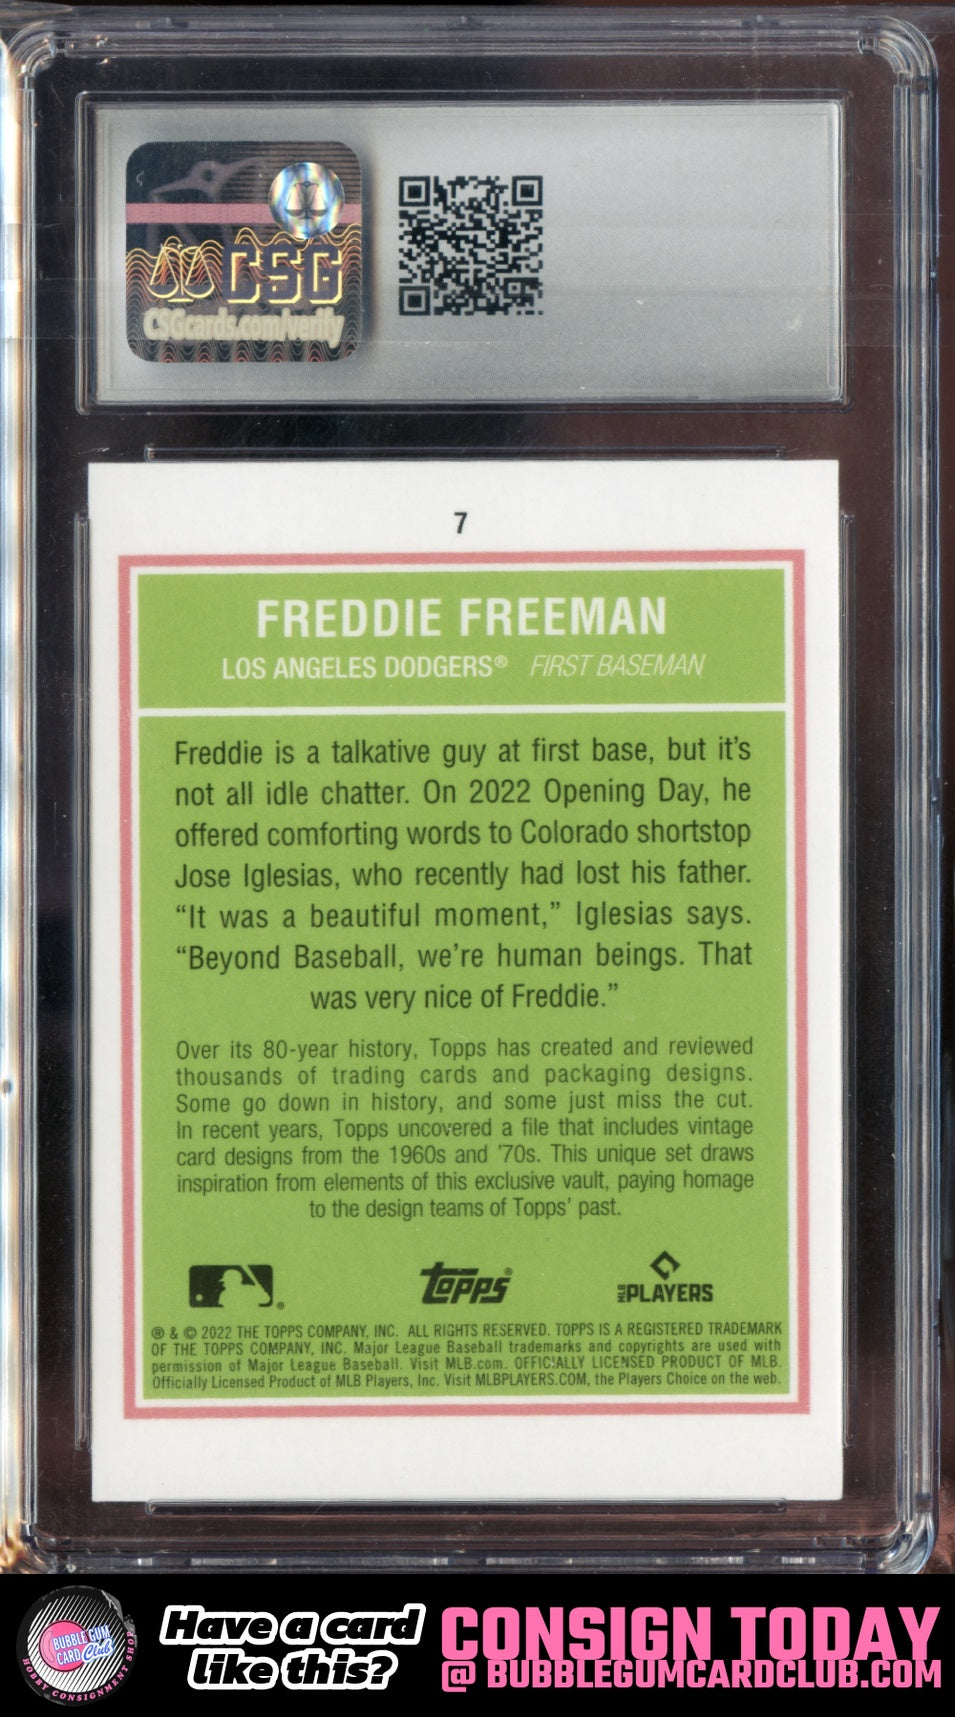 CSG
CSGcards.com/verify
7
FREDDIE FREEMAN
LOS ANGELES DODGERS® FIRST BASEMAN
Freddie is a talkative guy at first base, but it's
not all idle chatter. On 2022 Opening Day, he
offered comforting words to Colorado shortstop
Jose Iglesias, who recently had lost his father.
“It was a beautiful moment,” Iglesias says.
“Beyond Baseball, we’re human beings. That
was very nice of Freddie.”
Over its 80-year history, Topps has created and reviewed
thousands of trading cards and packaging designs.
Some go down in history, and some just miss the cut.
In recent years, Topps uncovered a file that includes vintage
card designs from the 1960s and ’70s. This unique set draws
inspiration from elements of this exclusive vault, paying homage
to the design teams of Topps’ past.
® Topps® MLB PLAYERS
® & © 2022 THE TOPPS COMPANY, INC. ALL RIGHTS RESERVED. TOPPS IS A REGISTERED TRADEMARK
OF THE TOPPS COMPANY, INC. Major League Baseball trademarks and copyrights are used with
permission of Major League Baseball. Visit MLB.com. OFFICIALLY LICENSED PRODUCT OF MLB.
Officially Licensed Product of MLB Players, Inc. Visit MLBPLAYERS.COM, the Players Choice on the web.
BUBBLE GUM
CARD Club
HOBBY CONSIGNMENT SHOP
Have a card
like this?
CONSIGN TODAY
@ BUBBLEGUMCARDCLUB.COM